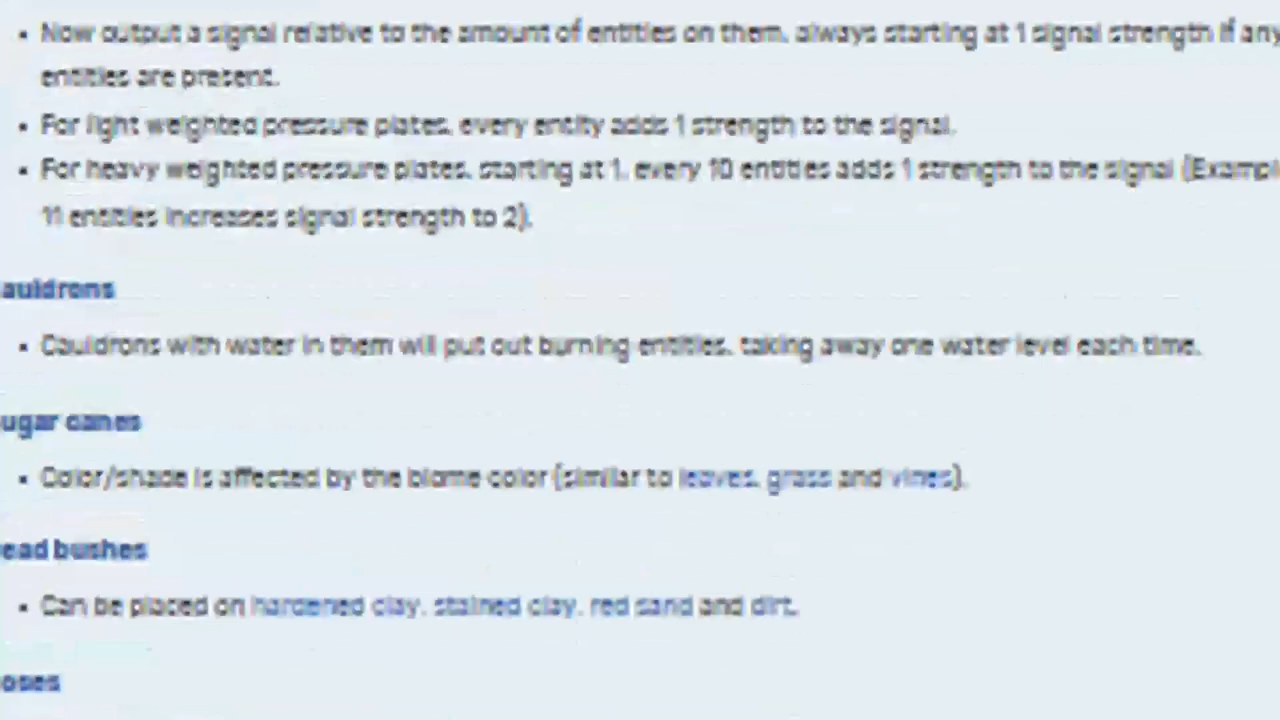 • Now output a signal relative to the amount of entities on them, always starting at 1 signal strength if any
entities are present.
• For light weighted pressure plates, every entity adds 1 strength to the signal.
• For heavy weighted pressure plates, starting at 1, every 10 entities adds 1 strength to the signal (Exampl
11 entities increases signal strength to 2).
auldrons
• Cauldrons with water in them will put out burning entities, taking away one water level each time.
ugar canes
• Color/shade is affected by the biome color (similar to leaves, grass and vines).
ead bushes
• Can be placed on hardened clay, stained clay, red sand and dirt.
oses